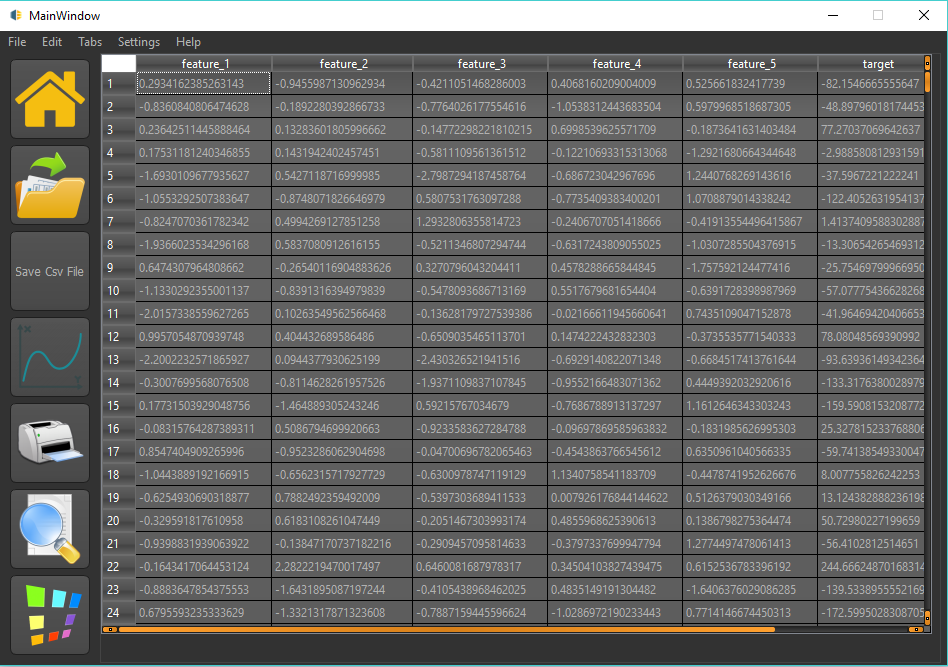 MainWindow
File Edit Tabs Settings Help
feature_1 feature_2 feature_3 feature_4 feature_5 target
1 0.2934162385263143 -0.9455987130962934 -0.4211051468286003 0.4068160209004009 0.525661832417739 -82.1546665555647
2 -0.8360840806474628 -0.1892280392866733 -0.7764026177554616 -1.0538312443683504 0.5979968518687305 -48.89796018174453
3 0.23642511445888464 0.13283601805996662 -0.14772298221810215 0.6998539625571709 -0.1873641631403484 77.27037069642637
4 0.17531181240346855 0.1431942402457451 -0.5811109561361512 -0.12210693315313068 -1.2921680664344648 -2.988580812931591
5 -1.6930109677935627 0.5427118716999985 -2.7987294187458764 -0.686723042967696 1.2440768269143616 -37.5967221222241
Save Csv File
6 -1.0553292507383647 -0.8748071826646979 0.5807531763097288 -0.7735409383400201 1.0708879014338242 -122.4052631954137
7 -0.8247070361782342 0.4994269127851258 1.2932806355814723 -0.2406707051418666 -0.41913554496415867 1.4137409588302887
8 -1.9366023534296168 0.5837080912616155 -0.5211346807294744 -0.6317243809055025 -1.0307285504376915 -13.30654265469312
9 0.6474307964808662 -0.26540116904883626 0.3270796043204411 0.4578288665844845 -1.757592124477416 -25.75469799966950
10 -1.1330292355001137 -0.8391316394979839 -0.5478093686713169 0.5517679681654404 -0.6391728398987969 -57.07775436628268
11 -2.0157338559627265 0.10263549562566468 -0.13628179727539386 -0.02166611945660641 0.7435109047152878 -41.96469420406653
12 0.9957054870939748 0.404432689586486 -0.6509035465113701 0.1474222432832303 -0.3735535771540333 78.08048569390992
13 -2.2002232571865927 0.0944377930625199 -2.430326521941516 -0.6929140822071348 -0.6684517413761644 -93.63936149342364
14 -0.3007699568076508 -0.8114628261957526 -1.9371109837107845 -0.9552166483071362 0.4449392032920616 -133.3176380028979
15 0.17731503929048756 -1.464889305243246 0.59215767034679 -0.7686788913137297 1.1612646343303243 -159.5908153208772
16 -0.08315764287389311 0.5086794699920663 -0.9233583627284788 -0.09697869585963832 -0.1831985626995303 25.327815233768806
17 0.8547404909265996 -0.9523286062904698 -0.04700696782065463 -0.4543863766545612 0.6350961040566335 -59.74138549330047
18 -1.0443889192166915 -0.6562315717927729 -0.6300978747119129 1.1340758541183709 -0.4478741952626676 8.007755826242253
19 -0.6254930690318877 0.7882492359492009 -0.5397303689411533 0.007926176844144622 0.5126379030349166 13.124382888236198
20 -0.329591817610958 0.6183108261047449 -0.2051467303993174 0.4855968625390613 0.1386798275364474 50.72980227199659
21 -0.9398831939063922 -0.13847170737182216 -0.2909457095814633 -0.3797337699947794 1.2774497478061413 -56.4102812514651
22 -0.1643417064453124 2.2822219470017497 0.6460081687978317 0.34504103827439475 0.6152536783396192 244.66624870168314
23 -0.8883647854375553 -1.6431895087197244 -0.4105438968462025 0.4835149191304482 -1.6406376029086285 -139.5338955552169
24 0.6795593235333629 -1.3321317871323608 -0.7887159445596624 -1.0286972190233443 0.7714146674450313 -172.5995028308705